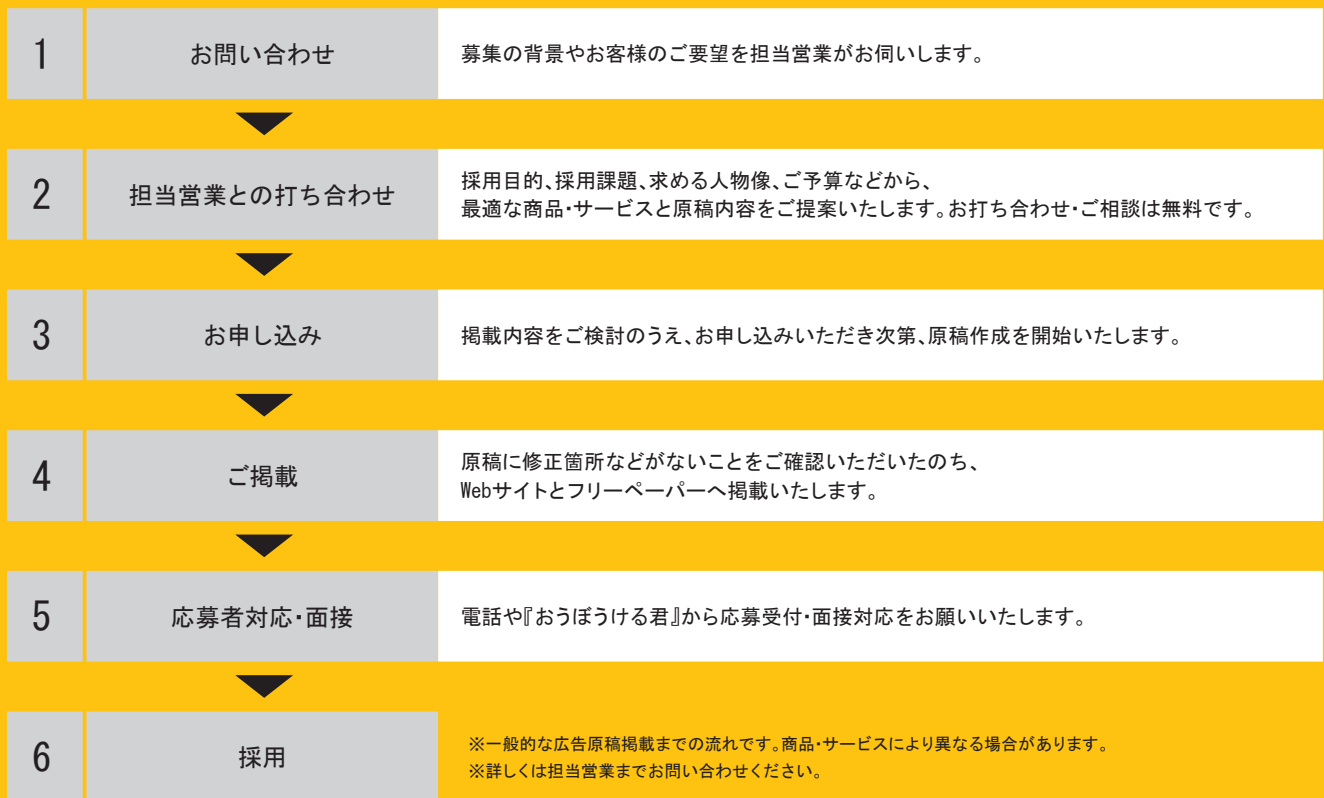 1
お問い合わせ
募集の背景やお客様のご要望を担当営業がお伺いします。
2
担当営業との打ち合わせ
採用目的、採用課題、求める人物像、ご予算などから、
最適な商品・サービスと原稿内容をご提案いたします。お打ち合わせ・ご相談は無料です。
3
お申し込み
掲載内容をご検討のうえ、お申し込みいただき次第、原稿作成を開始いたします。
4
ご掲載
原稿に修正箇所などがないことをご確認いただいたのち、
Webサイトとフリーペーパーへ掲載いたします。
5
応募者対応・面接
電話や『おうぼうける君』から応募受付・面接対応をお願いいたします。
6
採用
※一般的な広告原稿掲載までの流れです。商品・サービスにより異なる場合があります。
※詳しくは担当営業までお問い合わせください。